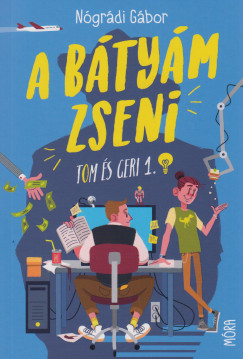 Nógrádi Gábor
A BÁTYÁM
ZSENI
TOM ÉS GERI 1.
MÓRA